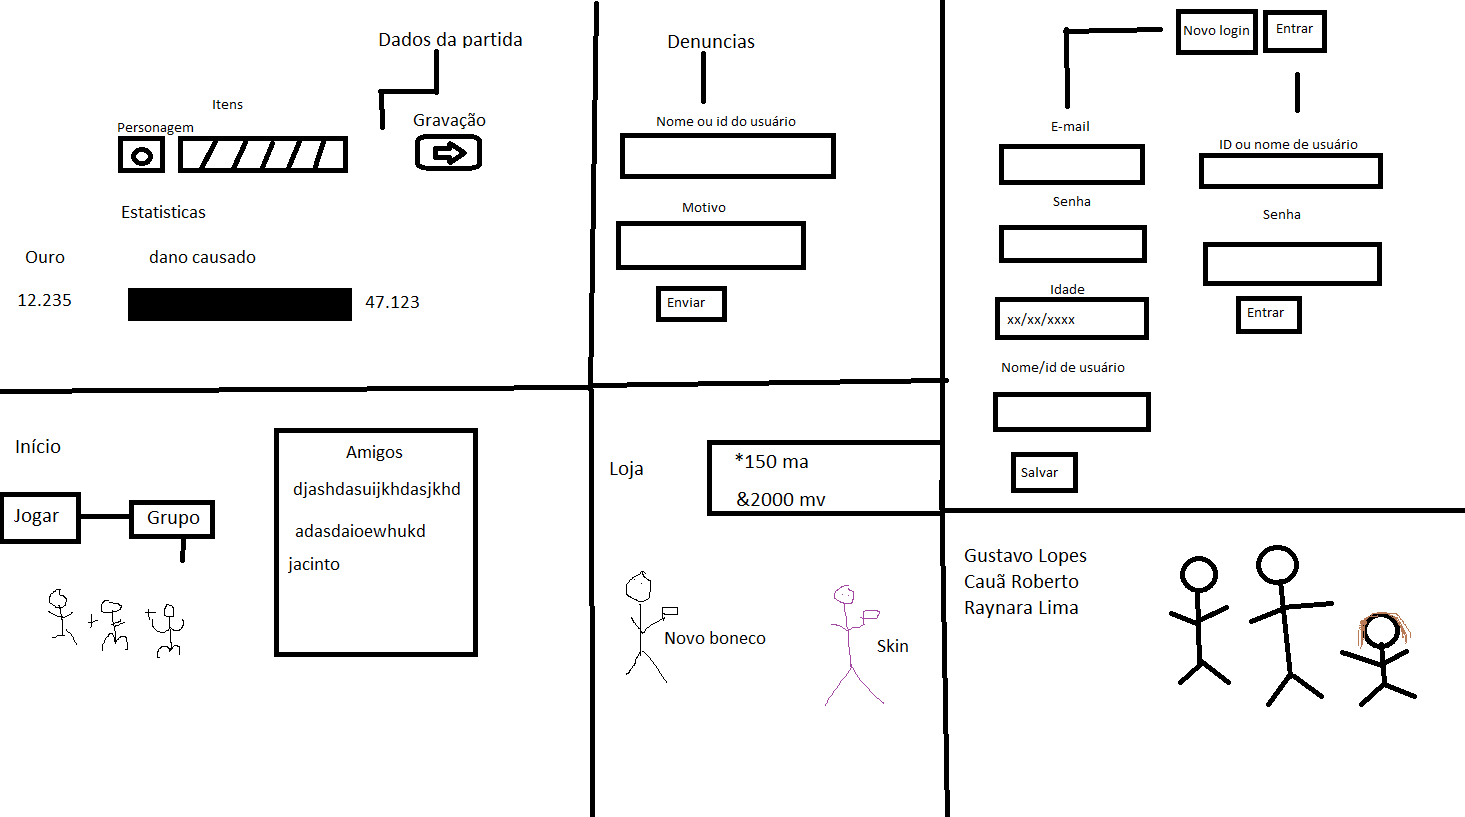 Dados da partida
Itens
Personagem
Gravação
Estatisticas
Ouro
dano causado
12.235
47.123
Denuncias
Nome ou id do usuário
Motivo
Enviar
Novo login
Entrar
E-mail
Senha
Idade
xx/xx/xxxx
Nome/id de usuário
Salvar
ID ou nome de usuário
Senha
Entrar
Início
Jogar
Grupo
Amigos
djashdasuijkhdasjkhd
adasdaioewhukd
jacinto
Loja
*150 ma
&2000 mv
Novo boneco
Skin
Gustavo Lopes
Cauã Roberto
Raynara Lima